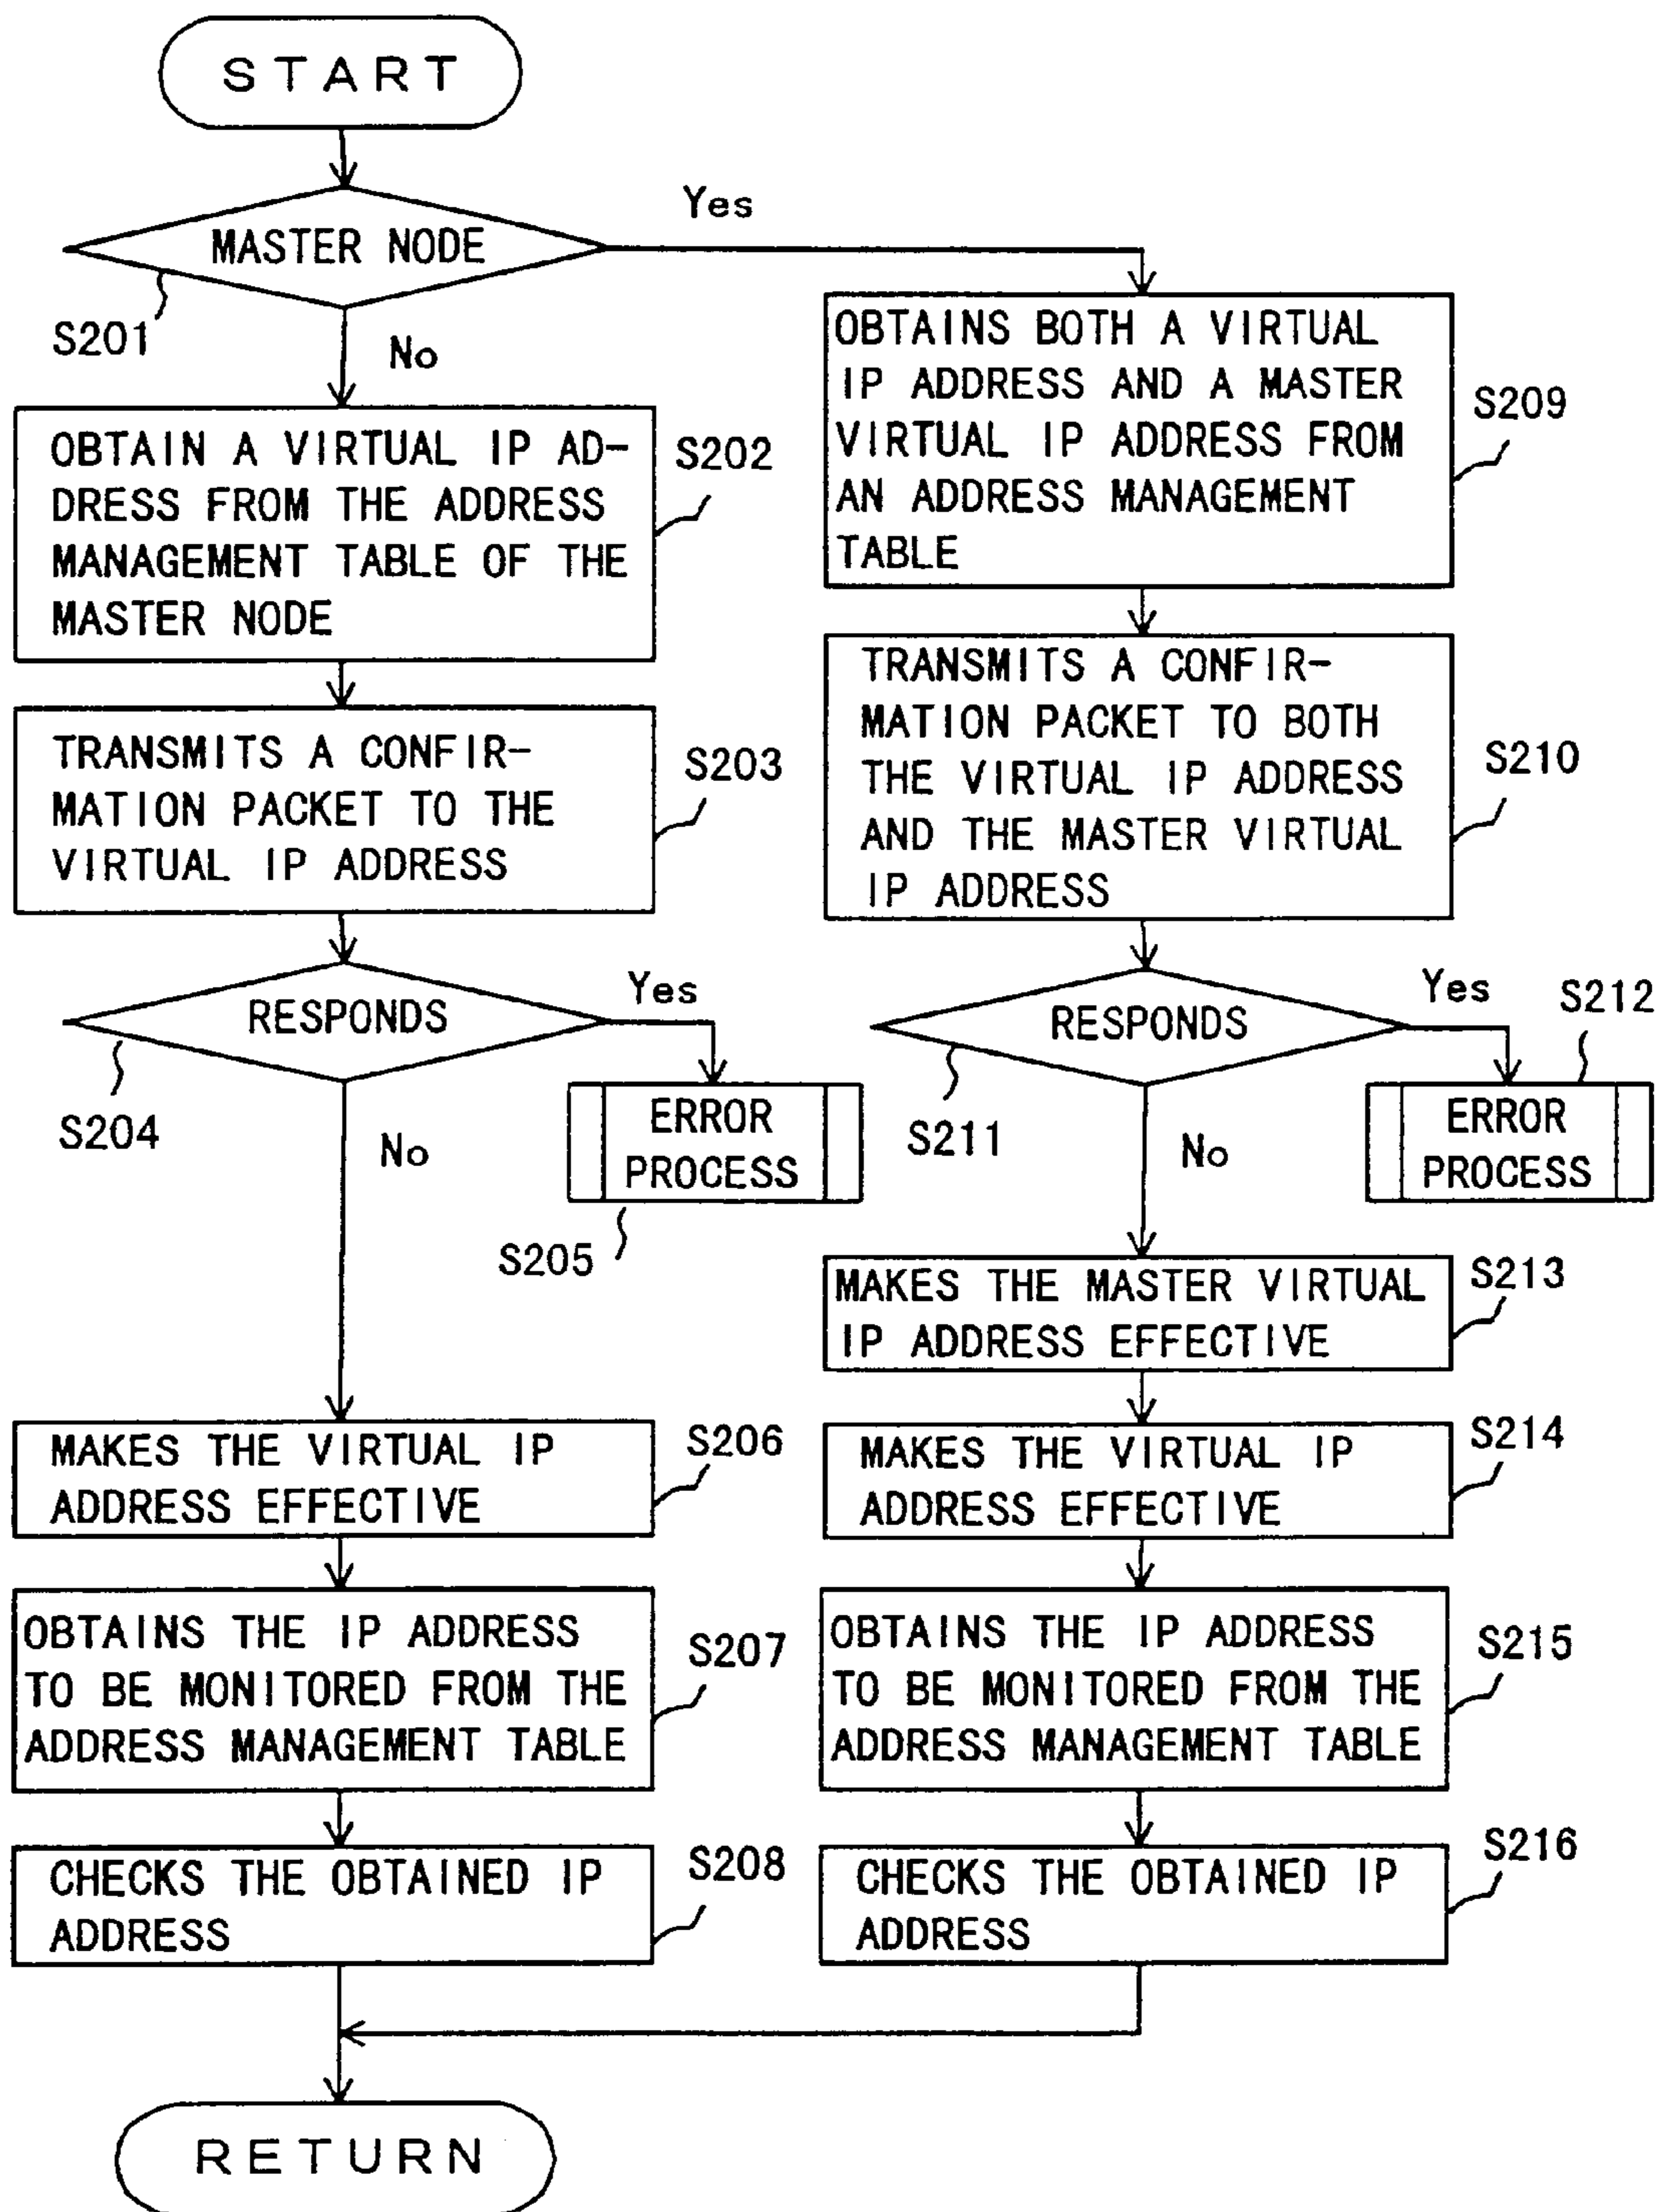 START
MASTER NODE
Yes
S201
No
OBTAIN A VIRTUAL IP AD-
DRESS FROM THE ADDRESS
MANAGEMENT TABLE OF THE
MASTER NODE
S202
TRANSMITS A CONFIR-
MATION PACKET TO THE
VIRTUAL IP ADDRESS
S203
RESPONDS
Yes
S204
No
ERROR
PROCESS
S205
MAKES THE VIRTUAL IP
ADDRESS EFFECTIVE
S206
OBTAINS THE IP ADDRESS
TO BE MONITORED FROM THE
ADDRESS MANAGEMENT TABLE
S207
CHECKS THE OBTAINED IP
ADDRESS
S208
OBTAINS BOTH A VIRTUAL
IP ADDRESS AND A MASTER
VIRTUAL IP ADDRESS FROM
AN ADDRESS MANAGEMENT
TABLE
S209
TRANSMITS A CONFIR-
MATION PACKET TO BOTH
THE VIRTUAL IP ADDRESS
AND THE MASTER VIRTUAL
IP ADDRESS
S210
RESPONDS
Yes
S211
No
S212
ERROR
PROCESS
MAKES THE MASTER VIRTUAL
IP ADDRESS EFFECTIVE
S213
MAKES THE VIRTUAL IP
ADDRESS EFFECTIVE
S214
OBTAINS THE IP ADDRESS
TO BE MONITORED FROM THE
ADDRESS MANAGEMENT TABLE
S215
CHECKS THE OBTAINED IP
ADDRESS
S216
RETURN